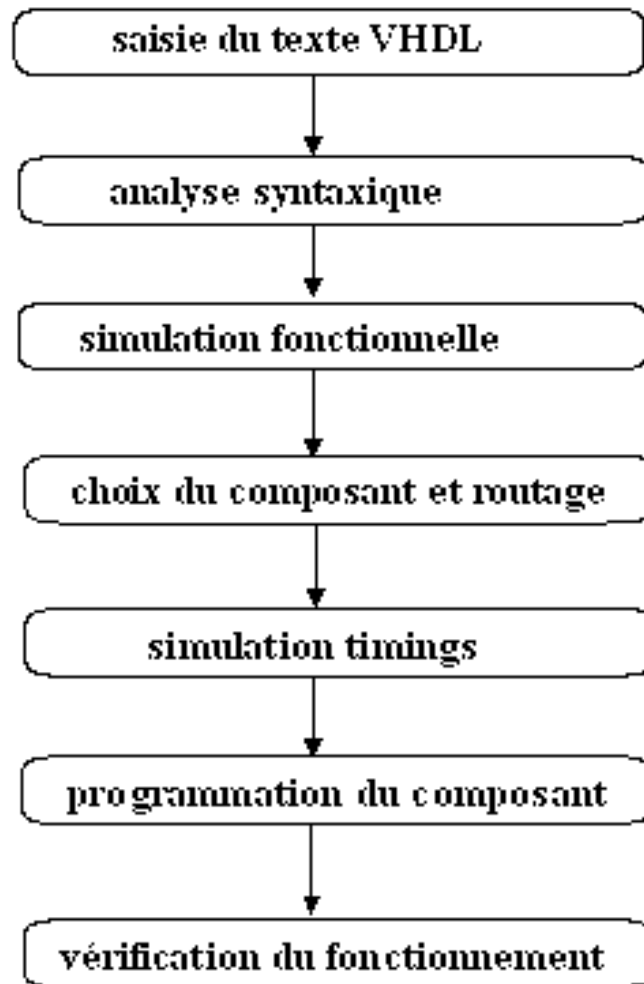 saisie du texte VHDL
analyse syntaxique
simulation fonctionnelle
choix du composant et routage
simulation timings
programmation du composant
vérification du fonctionnement